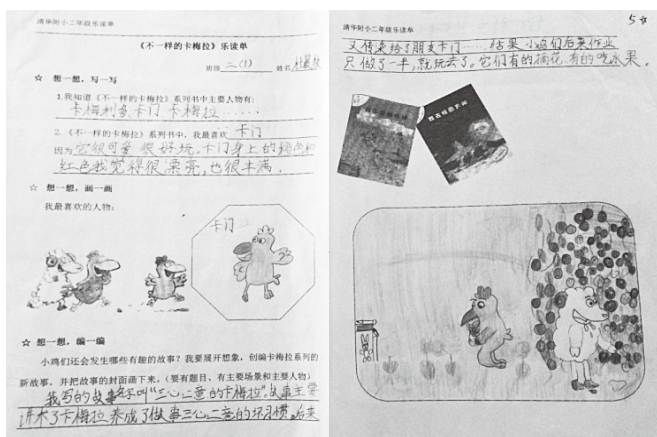 清华附小二年级乐读单
《不一样的卡梅拉》乐读单
班级 二(1) 姓名
☆ 想一想,写一写
1.我知道《不一样的卡梅拉》系列书中主要人物有:
卡梅利多 卡门 卡梅拉……
2.《不一样的卡梅拉》系列书中,我最喜欢 卡门
因为它很可爱 很好玩。卡门身上的 和
红色我觉得很漂亮,也很丰满。
☆ 想一想,画一画
我最喜欢的人物:
卡门
☆ 想一想,编一编
小鸡们还会发生哪些有趣的故事?我要展开想象,创编卡梅拉系列的
新故事,并把故事的封面画下来,(要有题目、有主要场景和主要人物)
我写的故事名字叫“三心二意的卡梅拉”。故事主要
讲术了卡梅拉养成了做事三心二意的坏习惯。后来
清华附小二年级乐读单
5☆
又传染给了朋友卡门……结果小鸡们后来作业
只做了一半,就玩去了。它们有的摘花,有的吃水果。